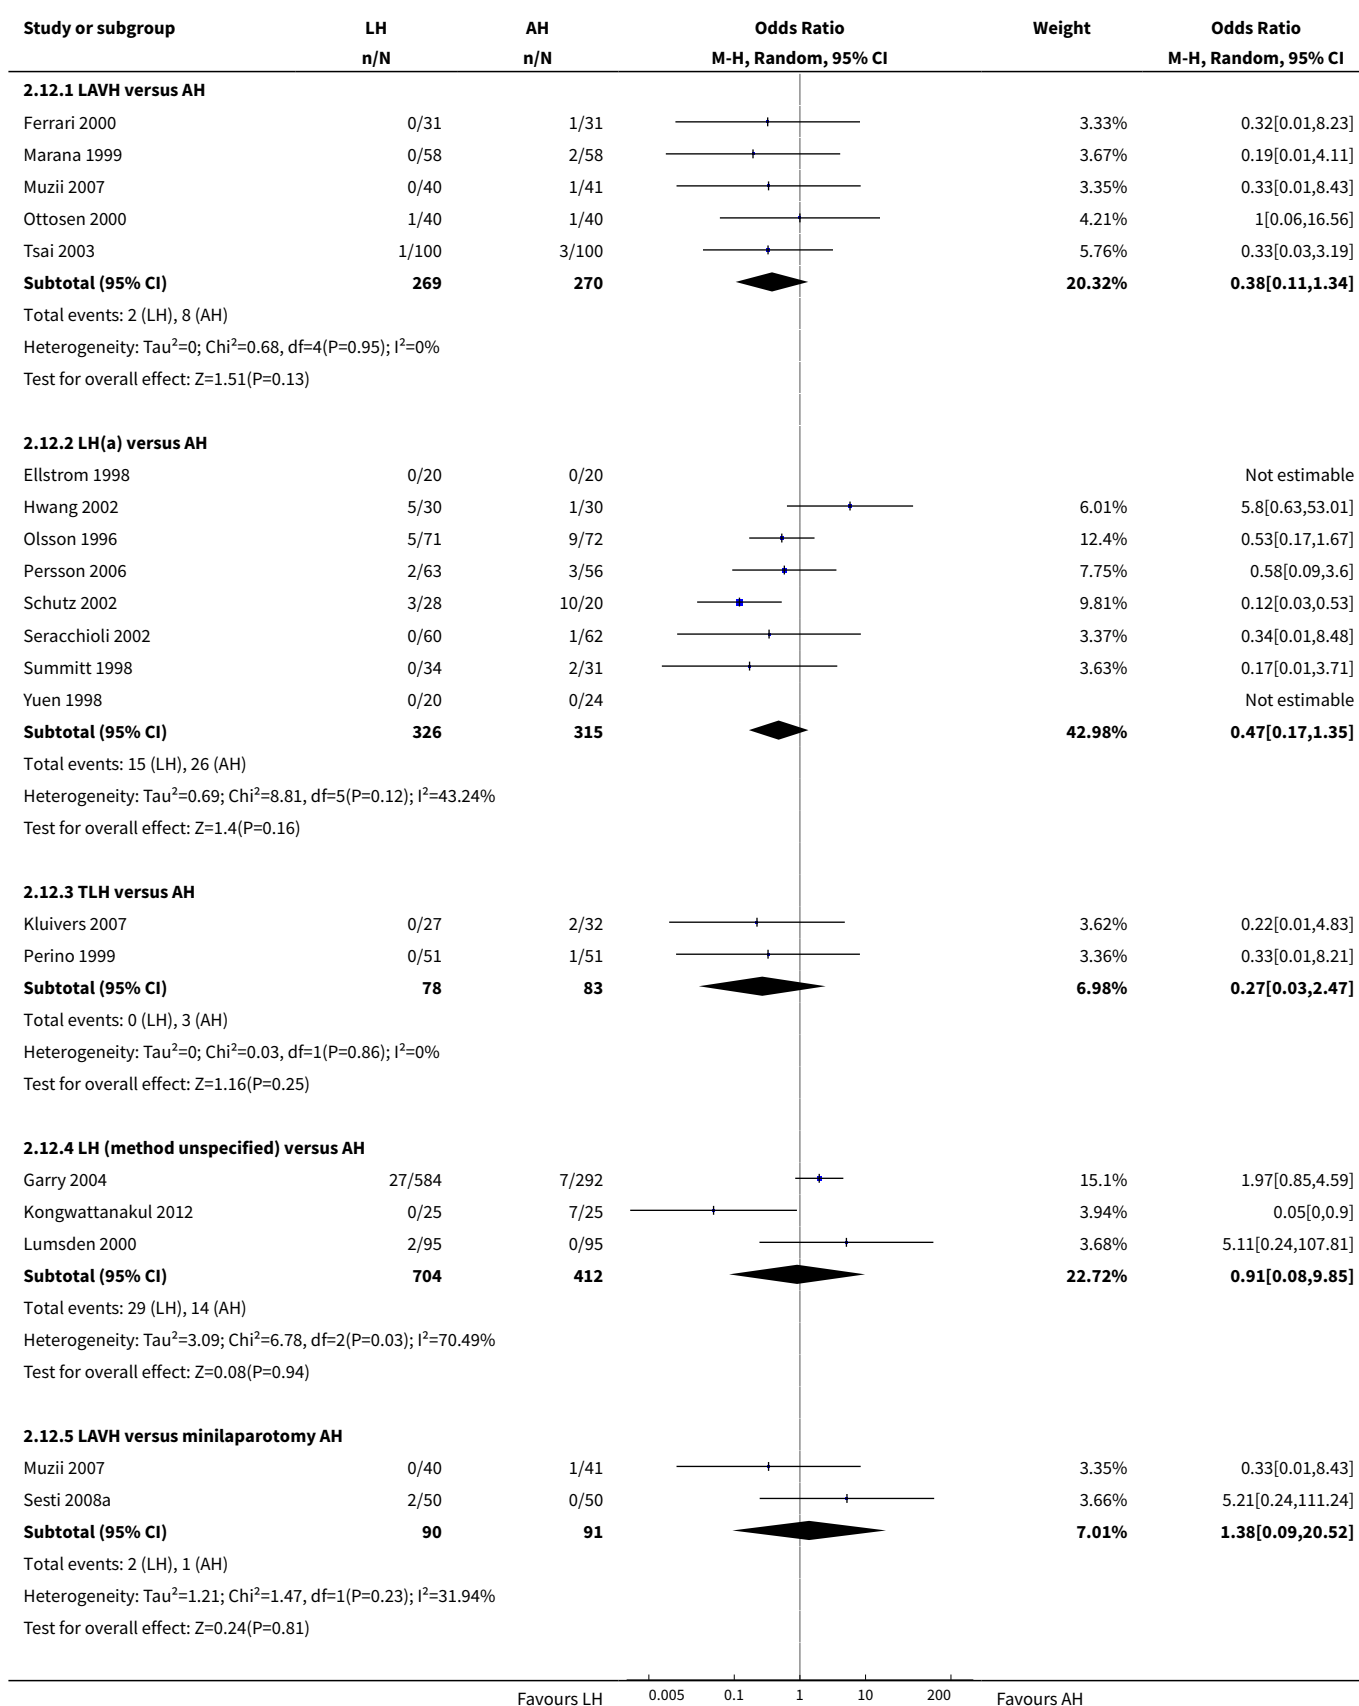 Study or subgroup LH AH Odds Ratio Weight Odds Ratio
n/N n/N M-H, Random, 95% CI M-H, Random, 95% CI
2.12.1 LAVH versus AH
Ferrari 2000 0/31 1/31 3.33% 0.32[0.01,8.23]
Marana 1999 0/58 2/58 3.67% 0.19[0.01,4.11]
Muzii 2007 0/40 1/41 3.35% 0.33[0.01,8.43]
Ottosen 2000 1/40 1/40 4.21% 1[0.06,16.56]
Tsai 2003 1/100 3/100 5.76% 0.33[0.03,3.19]
Subtotal (95% CI) 269 270 20.32% 0.38[0.11,1.34]
Total events: 2 (LH), 8 (AH)
Heterogeneity: Tau²=0; Chi²=0.68, df=4(P=0.95); I²=0%
Test for overall effect: Z=1.51(P=0.13)
2.12.2 LH(a) versus AH
Ellstrom 1998 0/20 0/20 Not estimable
Hwang 2002 5/30 1/30 6.01% 5.8[0.63,53.01]
Olsson 1996 5/71 9/72 12.4% 0.53[0.17,1.67]
Persson 2006 2/63 3/56 7.75% 0.58[0.09,3.6]
Schutz 2002 3/28 10/20 9.81% 0.12[0.03,0.53]
Seracchioli 2002 0/60 1/62 3.37% 0.34[0.01,8.48]
Summitt 1998 0/34 2/31 3.63% 0.17[0.01,3.71]
Yuen 1998 0/20 0/24 Not estimable
Subtotal (95% CI) 326 315 42.98% 0.47[0.17,1.35]
Total events: 15 (LH), 26 (AH)
Heterogeneity: Tau²=0.69; Chi²=8.81, df=5(P=0.12); I²=43.24%
Test for overall effect: Z=1.4(P=0.16)
2.12.3 TLH versus AH
Kluivers 2007 0/27 2/32 3.62% 0.22[0.01,4.83]
Perino 1999 0/51 1/51 3.36% 0.33[0.01,8.21]
Subtotal (95% CI) 78 83 6.98% 0.27[0.03,2.47]
Total events: 0 (LH), 3 (AH)
Heterogeneity: Tau²=0; Chi²=0.03, df=1(P=0.86); I²=0%
Test for overall effect: Z=1.16(P=0.25)
2.12.4 LH (method unspecified) versus AH
Garry 2004 27/584 7/292 15.1% 1.97[0.85,4.59]
Kongwattanakul 2012 0/25 7/25 3.94% 0.05[0,0.9]
Lumsden 2000 2/95 0/95 3.68% 5.11[0.24,107.81]
Subtotal (95% CI) 704 412 22.72% 0.91[0.08,9.85]
Total events: 29 (LH), 14 (AH)
Heterogeneity: Tau²=3.09; Chi²=6.78, df=2(P=0.03); I²=70.49%
Test for overall effect: Z=0.08(P=0.94)
2.12.5 LAVH versus minilaparotomy AH
Muzii 2007 0/40 1/41 3.35% 0.33[0.01,8.43]
Sesti 2008a 2/50 0/50 3.66% 5.21[0.24,111.24]
Subtotal (95% CI) 90 91 7.01% 1.38[0.09,20.52]
Total events: 2 (LH), 1 (AH)
Heterogeneity: Tau²=1.21; Chi²=1.47, df=1(P=0.23); I²=31.94%
Test for overall effect: Z=0.24(P=0.81)
Favours LH 0.005 0.1 1 10 200 Favours AH